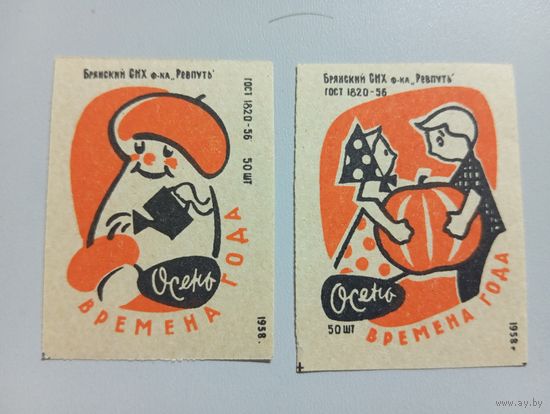 Брянский СНХ ф-ка „Ревпуть"
ГОСТ 1820-56 50 ШТ
Осень
ВРЕМЕНА ГОДА
1958.
Брянский СНХ ф-ка „Ревпуть"
ГОСТ 1820-56
Осень
50 ШТ
ВРЕМЕНА ГОДА
1958 г
© ay.by